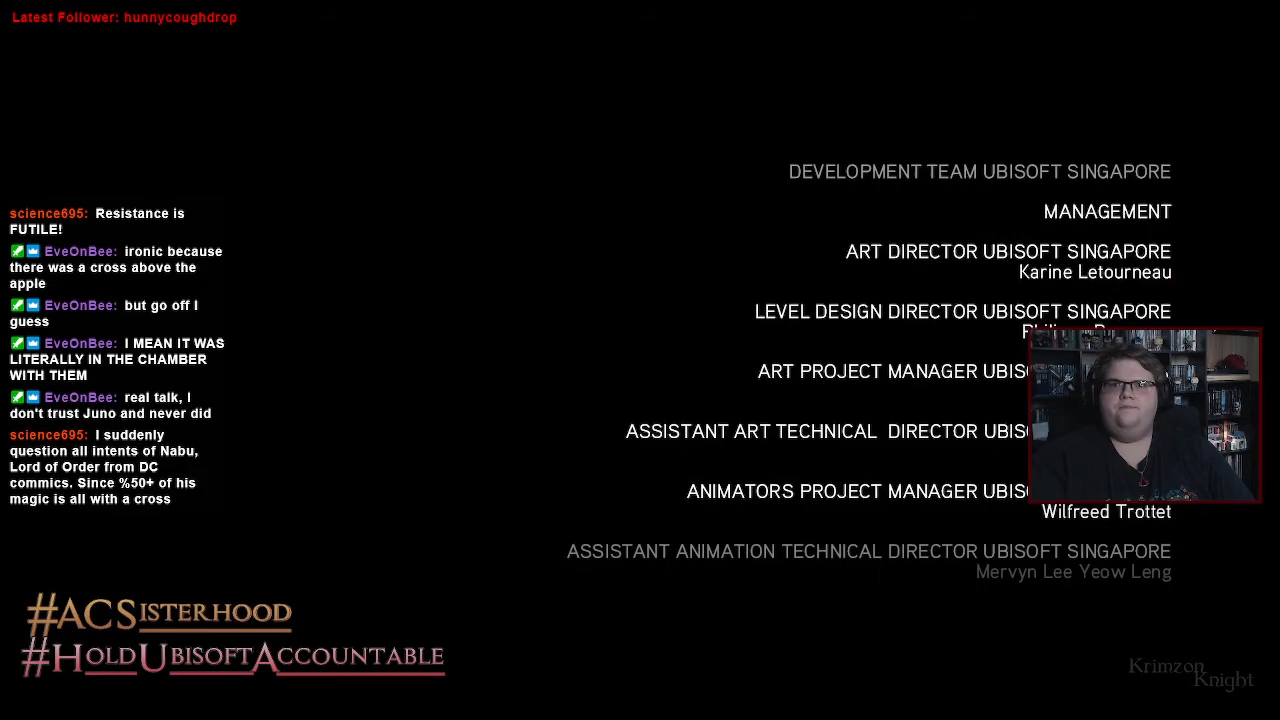 Latest Follower: hunnycoughdrop
science695: Resistance is
FUTILE!
EveOnBee: ironic because
there was a cross above the
apple
EveOnBee: but go off I
guess
EveOnBee: I MEAN IT WAS
LITERALLY IN THE CHAMBER
WITH THEM
EveOnBee: real talk, I
don't trust Juno and never did
science695: I suddenly
question all intents of Nabu,
Lord of Order from DC
commics. Since %50+ of his
magic is all with a cross
DEVELOPMENT TEAM UBISOFT SINGAPORE
MANAGEMENT
ART DIRECTOR UBISOFT SINGAPORE
Karine Letourneau
LEVEL DESIGN DIRECTOR UBISOFT SINGAPORE
ART PROJECT MANAGER
ASSISTANT ART TECHNICAL DIRECTOR
ANIMATORS PROJECT MANAGER
Wilfreed Trottet
ASSISTANT ANIMATION TECHNICAL DIRECTOR UBISOFT SINGAPORE
Mervyn Lee Yeow Leng
#ACSISTERHOOD
#HOLDUBISOFTACCOUNTABLE
Krimzon
Knight